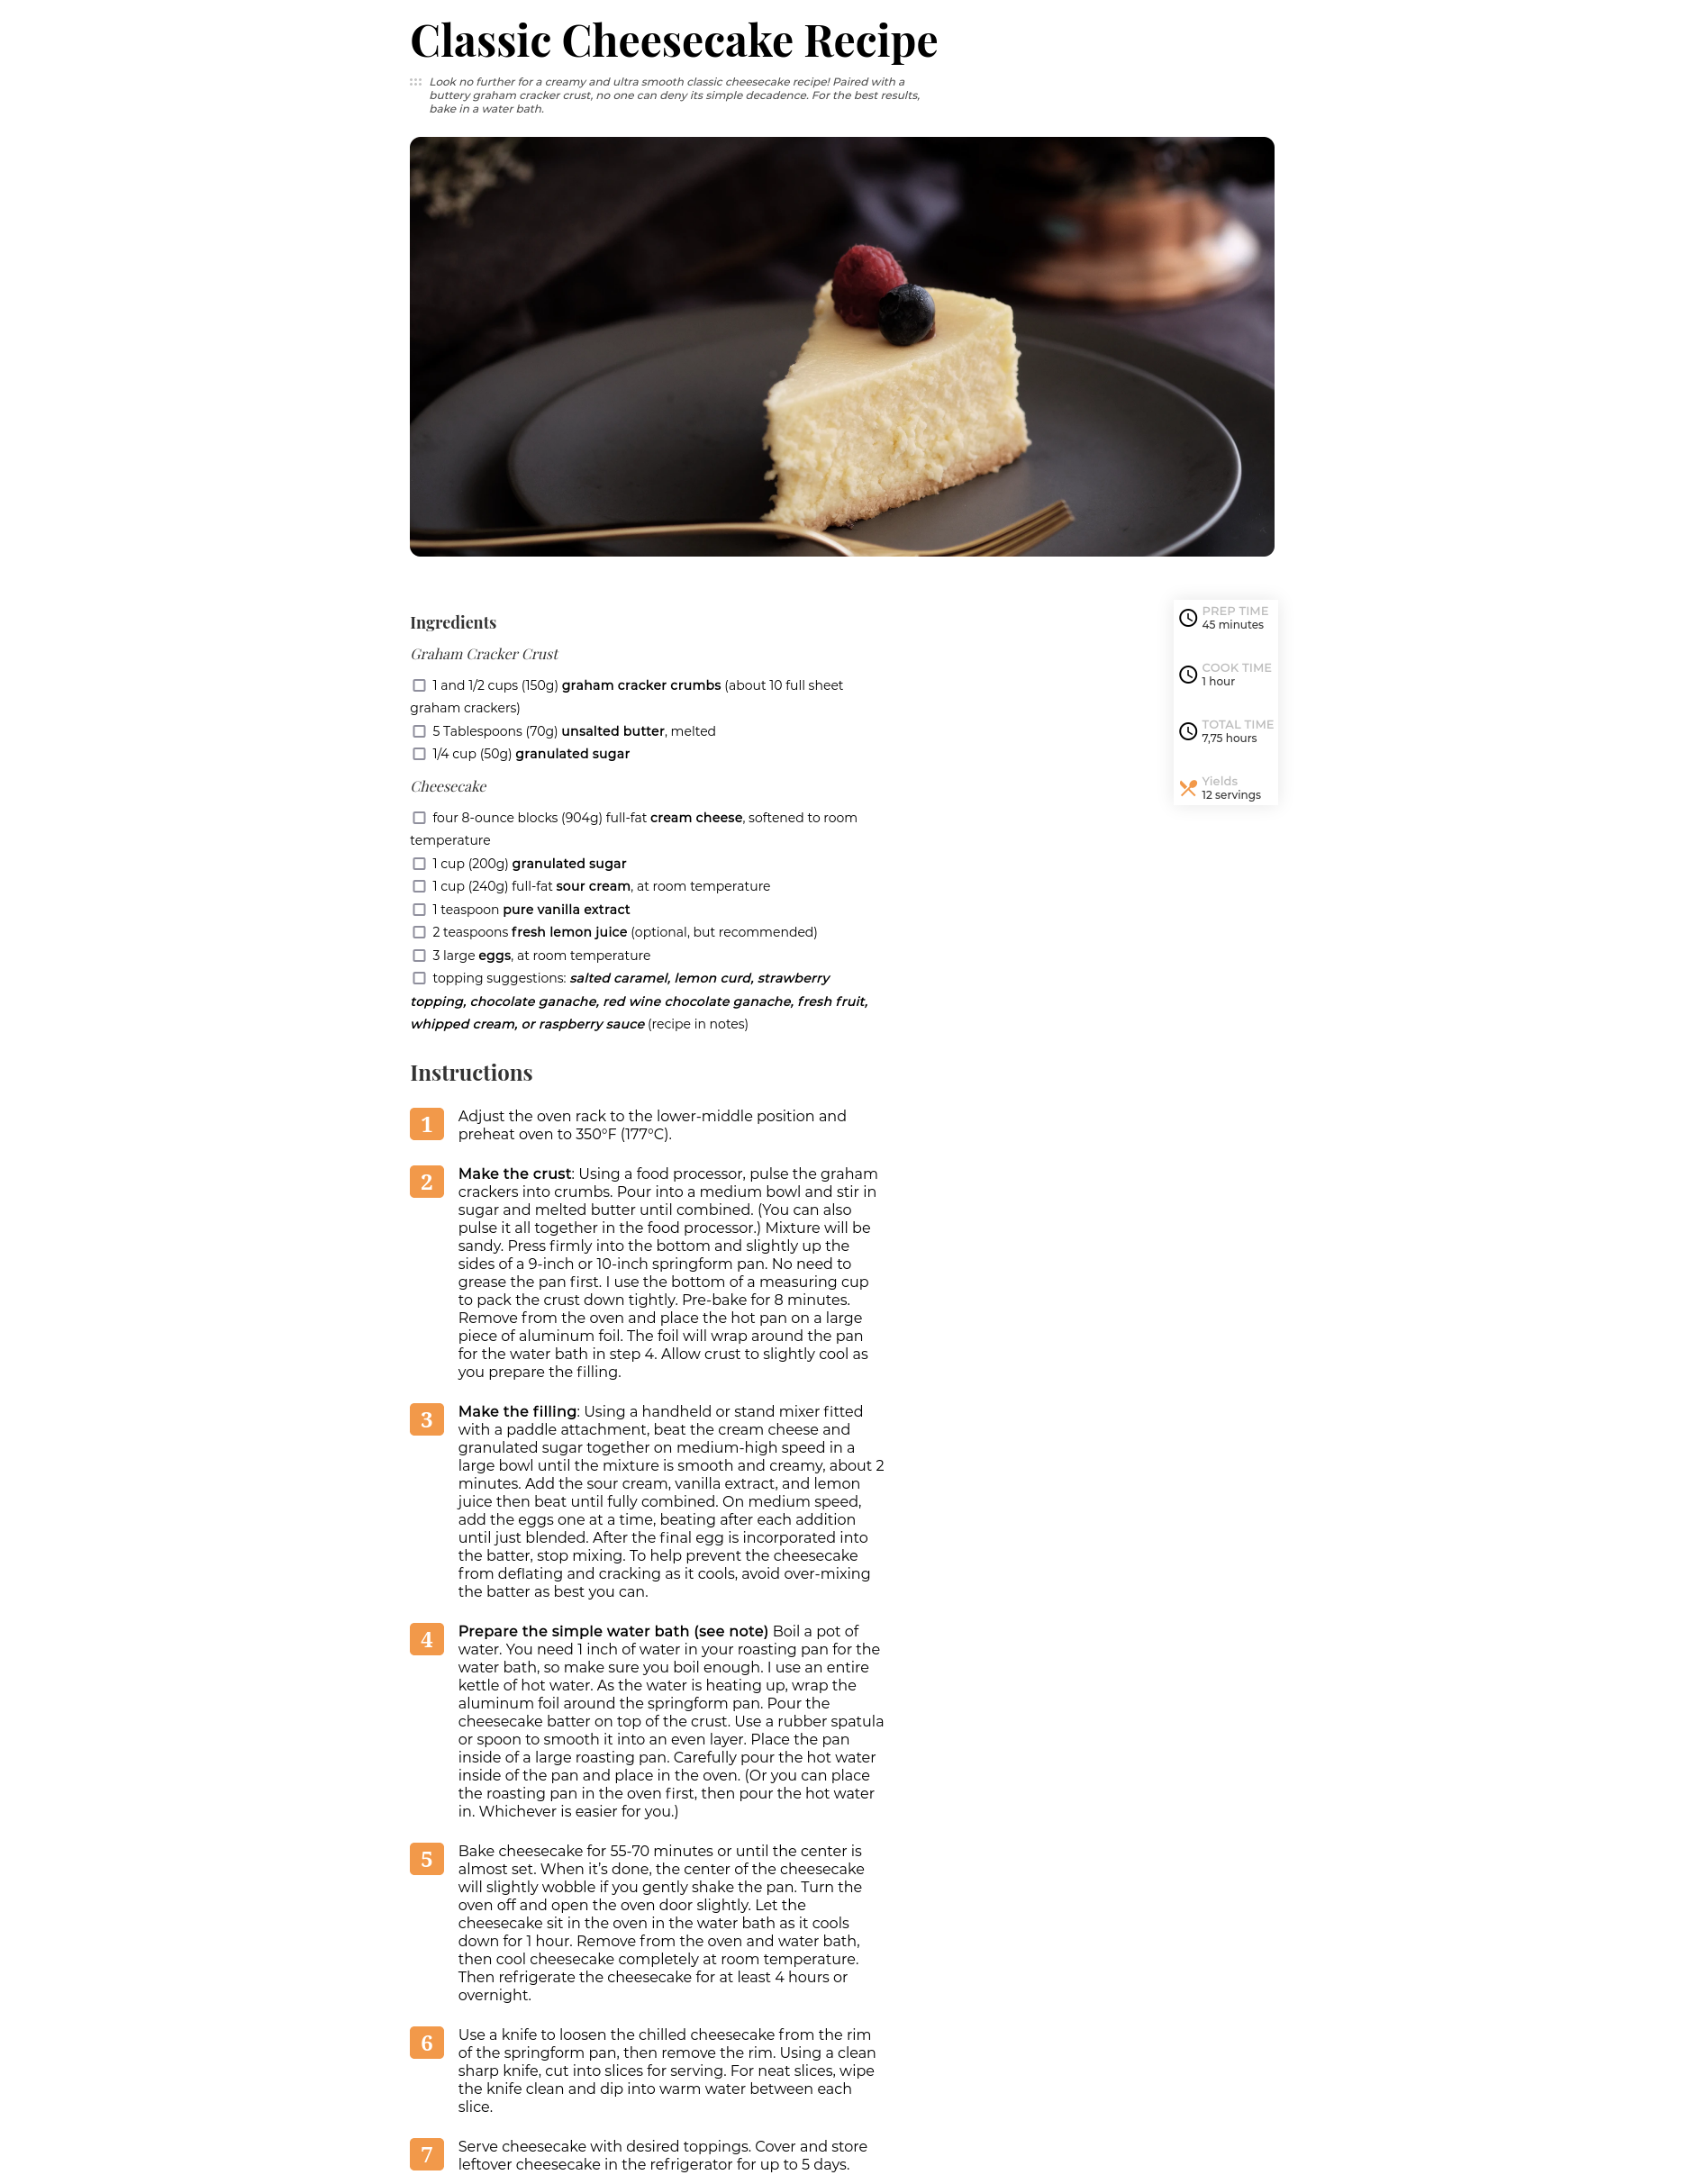 Classic Cheesecake Recipe
Look no further for a creamy and ultra smooth classic cheesecake recipe! Paired with a
buttery graham cracker crust, no one can deny its simple decadence. For the best results,
bake in a water bath.
Ingredients
Graham Cracker Crust
1 and 1/2 cups (150g) graham cracker crumbs (about 10 full sheet
graham crackers)
5 Tablespoons (70g) unsalted butter, melted
1/4 cup (50g) granulated sugar
Cheesecake
four 8-ounce blocks (904g) full-fat cream cheese, softened to room
temperature
1 cup (200g) granulated sugar
1 cup (240g) full-fat sour cream, at room temperature
1 teaspoon pure vanilla extract
2 teaspoons fresh lemon juice (optional, but recommended)
3 large eggs, at room temperature
topping suggestions: salted caramel, lemon curd, strawberry
topping, chocolate ganache, red wine chocolate ganache, fresh fruit,
whipped cream, or raspberry sauce (recipe in notes)
PREP TIME
45 minutes
COOK TIME
1 hour
TOTAL TIME
7,75 hours
Yields
12 servings
Instructions
1
Adjust the oven rack to the lower-middle position and
preheat oven to 350°F (177°C).
2
Make the crust: Using a food processor, pulse the graham
crackers into crumbs. Pour into a medium bowl and stir in
sugar and melted butter until combined. (You can also
pulse it all together in the food processor.) Mixture will be
sandy. Press firmly into the bottom and slightly up the
sides of a 9-inch or 10-inch springform pan. No need to
grease the pan first. I use the bottom of a measuring cup
to pack the crust down tightly. Pre-bake for 8 minutes.
Remove from the oven and place the hot pan on a large
piece of aluminum foil. The foil will wrap around the pan
for the water bath in step 4. Allow crust to slightly cool as
you prepare the filling.
3
Make the filling: Using a handheld or stand mixer fitted
with a paddle attachment, beat the cream cheese and
granulated sugar together on medium-high speed in a
large bowl until the mixture is smooth and creamy, about 2
minutes. Add the sour cream, vanilla extract, and lemon
juice then beat until fully combined. On medium speed,
add the eggs one at a time, beating after each addition
until just blended. After the final egg is incorporated into
the batter, stop mixing. To help prevent the cheesecake
from deflating and cracking as it cools, avoid over-mixing
the batter as best you can.
4
Prepare the simple water bath (see note) Boil a pot of
water. You need 1 inch of water in your roasting pan for the
water bath, so make sure you boil enough. I use an entire
kettle of hot water. As the water is heating up, wrap the
aluminum foil around the springform pan. Pour the
cheesecake batter on top of the crust. Use a rubber spatula
or spoon to smooth it into an even layer. Place the pan
inside of a large roasting pan. Carefully pour the hot water
inside of the pan and place in the oven. (Or you can place
the roasting pan in the oven first, then pour the hot water
in. Whichever is easier for you.)
5
Bake cheesecake for 55-70 minutes or until the center is
almost set. When it’s done, the center of the cheesecake
will slightly wobble if you gently shake the pan. Turn the
oven off and open the oven door slightly. Let the
cheesecake sit in the oven in the water bath as it cools
down for 1 hour. Remove from the oven and water bath,
then cool cheesecake completely at room temperature.
Then refrigerate the cheesecake for at least 4 hours or
overnight.
6
Use a knife to loosen the chilled cheesecake from the rim
of the springform pan, then remove the rim. Using a clean
sharp knife, cut into slices for serving. For neat slices, wipe
the knife clean and dip into warm water between each
slice.
7
Serve cheesecake with desired toppings. Cover and store
leftover cheesecake in the refrigerator for up to 5 days.